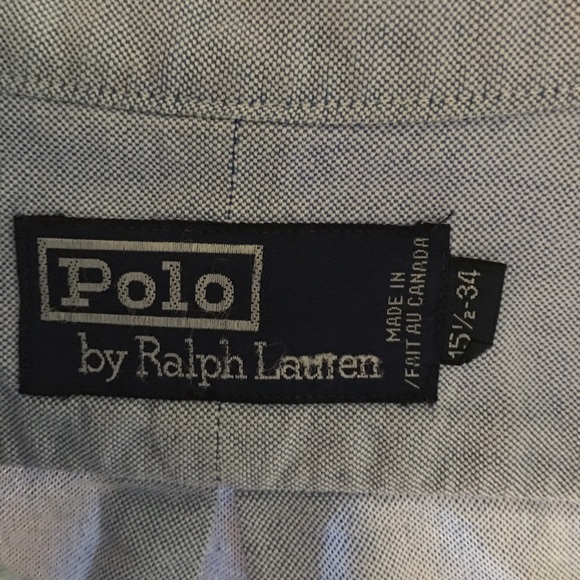 Polo
by Ralph Lauren
MADE IN
/FAIT AU CANADA
15½-34